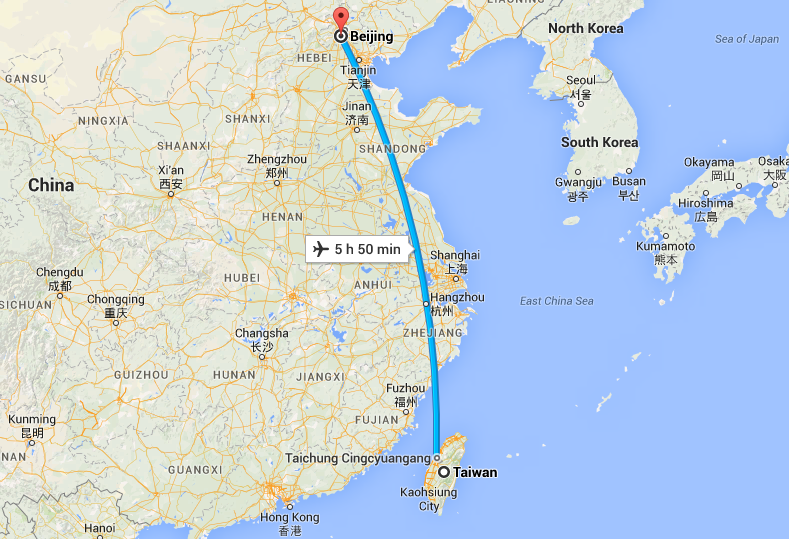 LIAONING
North Korea
Beijing
Sea of Japan
HEBEI
Tianjin
天津
GANSU
Seoul
서울
Jinan
济南
NINGXIA
SHANXI
SHAANXI
SHANDONG
South Korea
Zhengzhou
郑州
Xi'an
西安
Okayama
岡山
Osaka
大阪
China
Gwangju
광주
Busan
부산
Hiroshima
広島
HENAN
Kumamoto
熊本
5 h 50 min
Shanghai
上海
Chengdu
成都
HUBEI
ANHUI
SICHUAN
Chongqing
重庆
Hangzhou
杭州
East China Sea
Changsha
长沙
ZHEJIANG
GUIZHOU
HUNAN
JIANGXI
Fuzhou
福州
Kunming
昆明
FUJIAN
NAN
Taichung Cingcyuangang
GUANGXI
Taiwan
Kaohsiung
City
Hong Kong
香港
Hanoi